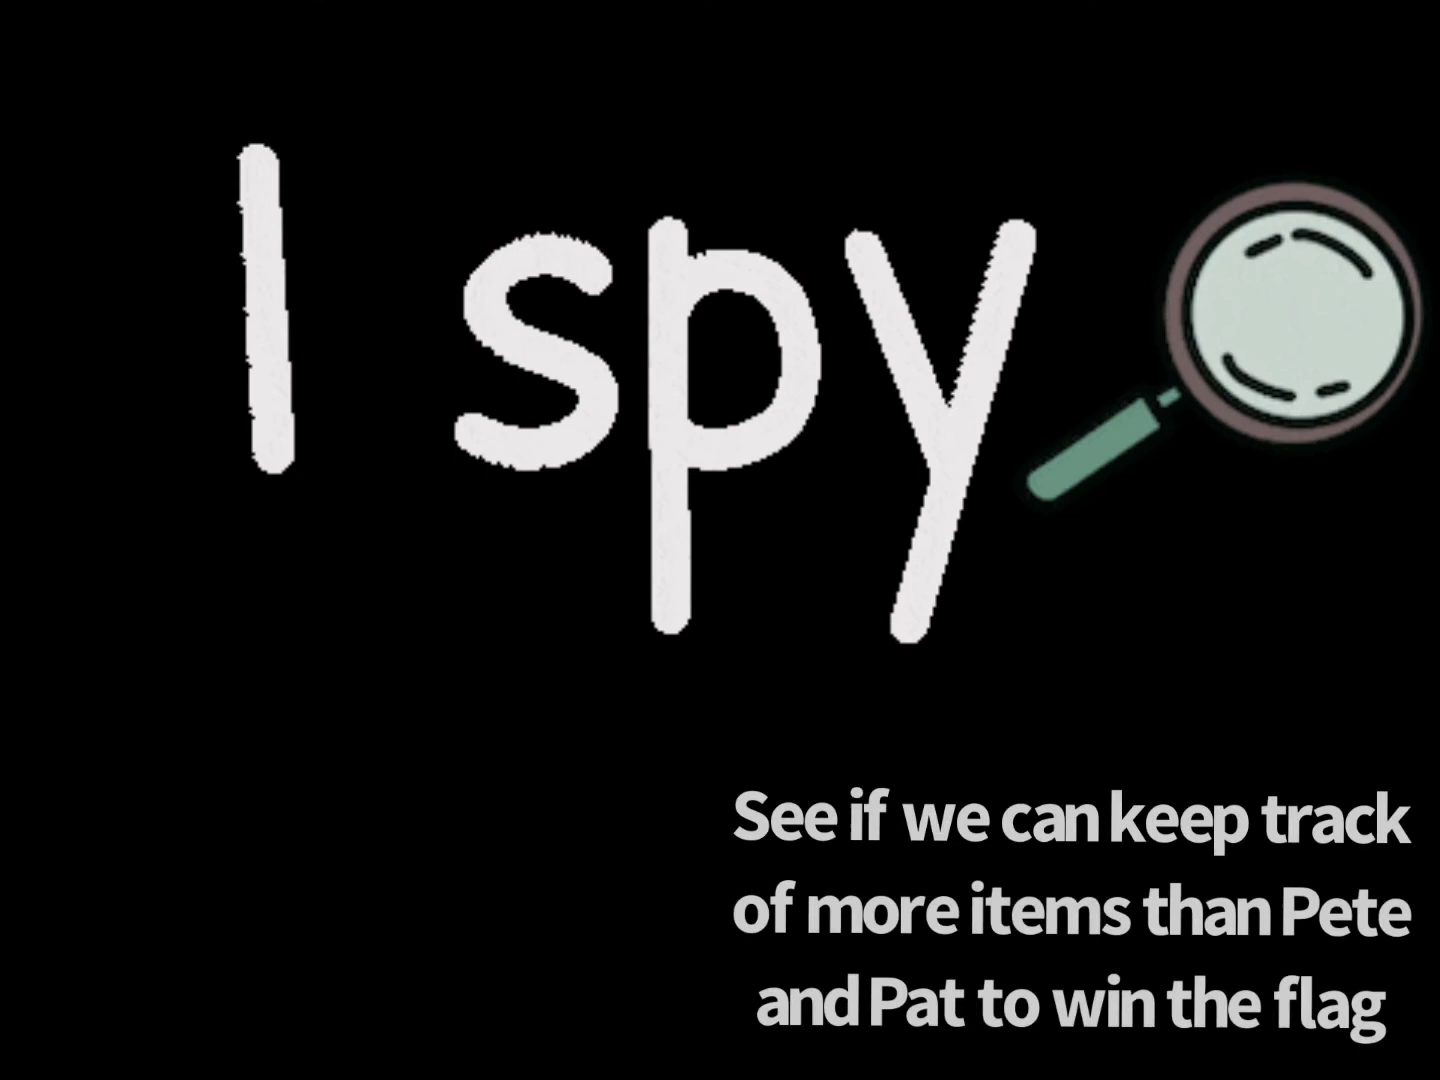 I spy
See if we can keep track
of more items than Pete
and Pat to win the flag